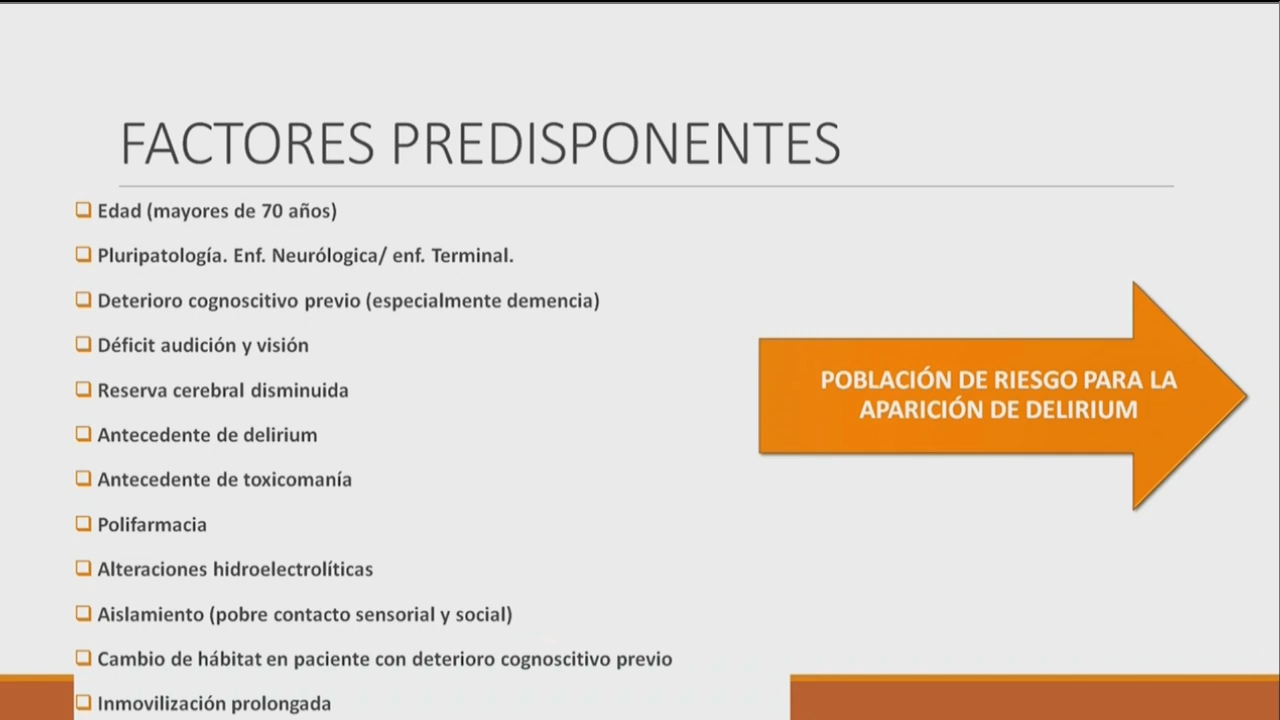 FACTORES PREDISPONENTES
Edad (mayores de 70 años)
Pluripatología. Enf. Neurólogica/ enf. Terminal.
Deterioro cognoscitivo previo (especialmente demencia)
Déficit audición y visión
Reserva cerebral disminuida
Antecedente de delirium
Antecedente de toxicomanía
Polifarmacia
Alteraciones hidroelectrolíticas
Aislamiento (pobre contacto sensorial y social)
Cambio de hábitat en paciente con deterioro cognoscitivo previo
Inmovilización prolongada
POBLACIÓN DE RIESGO PARA LA
APARICIÓN DE DELIRIUM